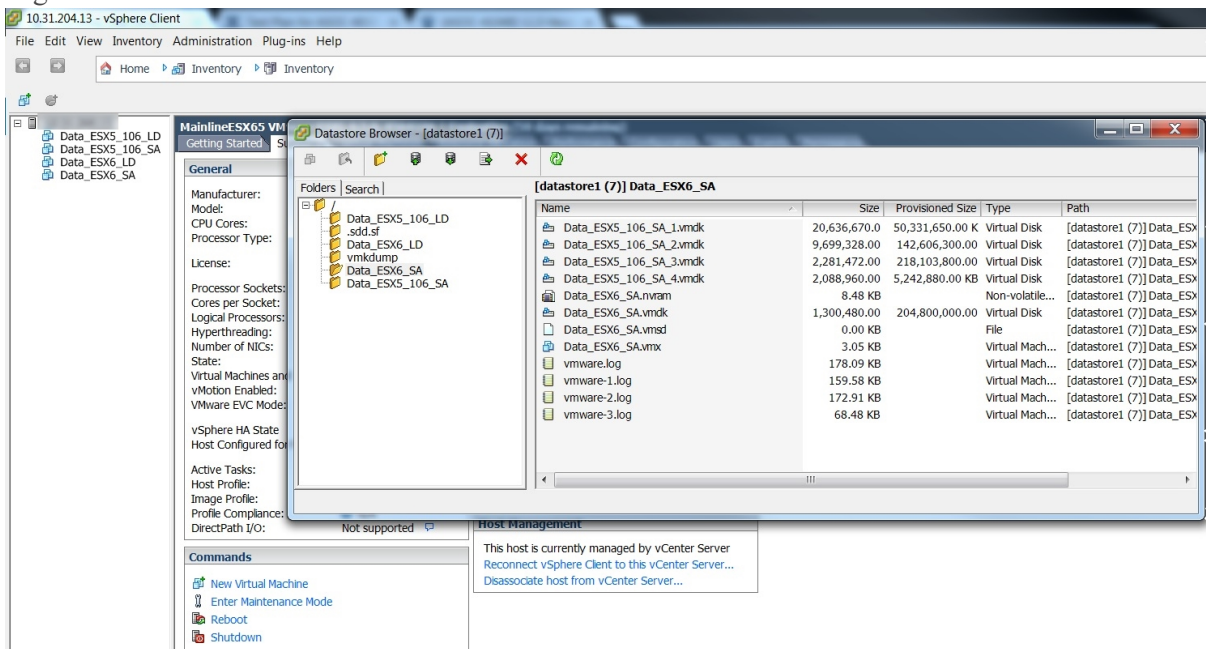 10.31.204.13 - vSphere Client
File Edit View Inventory Administration Plug-ins Help
Home Inventory Inventory
Data_ESX5_106_LD
Data_ESX5_106_SA
Data_ESX6_LD
Data_ESX6_SA
MainlineESX65 VM
Getting Started
General
Manufacturer:
Model:
CPU Cores:
Processor Type:
License:
Processor Sockets:
Cores per Socket:
Logical Processors:
Hyperthreading:
Number of NICs:
State:
Virtual Machines and
vMotion Enabled:
VMware EVC Mode:
vSphere HA State
Host Configured for
Active Tasks:
Host Profile:
Image Profile:
Profile Compliance:
DirectPath I/O: Not supported
Commands
New Virtual Machine
Enter Maintenance Mode
Reboot
Shutdown
Datastore Browser - [datastore1 (7)]
Folders Search
/
Data_ESX5_106_LD
.sdd.sf
Data_ESX6_LD
vmkdump
Data_ESX6_SA
Data_ESX5_106_SA
[datastore1 (7)] Data_ESX6_SA
Name Size Provisioned Size Type Path
Data_ESX5_106_SA_1.vmdk 20,636,670.0 50,331,650.00 K Virtual Disk [datastore1 (7)] Data_ESX
Data_ESX5_106_SA_2.vmdk 9,699,328.00 142,606,300.00 Virtual Disk [datastore1 (7)] Data_ESX
Data_ESX5_106_SA_3.vmdk 2,281,472.00 218,103,800.00 Virtual Disk [datastore1 (7)] Data_ESX
Data_ESX5_106_SA_4.vmdk 2,088,960.00 5,242,880.00 KB Virtual Disk [datastore1 (7)] Data_ESX
Data_ESX6_SA.nvram 8.48 KB Non-volatile... [datastore1 (7)] Data_ESX
Data_ESX6_SA.vmdk 1,300,480.00 204,800,000.00 Virtual Disk [datastore1 (7)] Data_ESX
Data_ESX6_SA.vmsd 0.00 KB File [datastore1 (7)] Data_ESX
Data_ESX6_SA.vmx 3.05 KB Virtual Mach... [datastore1 (7)] Data_ESX
vmware.log 178.09 KB Virtual Mach... [datastore1 (7)] Data_ESX
vmware-1.log 159.58 KB Virtual Mach... [datastore1 (7)] Data_ESX
vmware-2.log 172.91 KB Virtual Mach... [datastore1 (7)] Data_ESX
vmware-3.log 68.48 KB Virtual Mach... [datastore1 (7)] Data_ESX
Host Management
This host is currently managed by vCenter Server
Reconnect vSphere Client to this vCenter Server...
Disassociate host from vCenter Server...